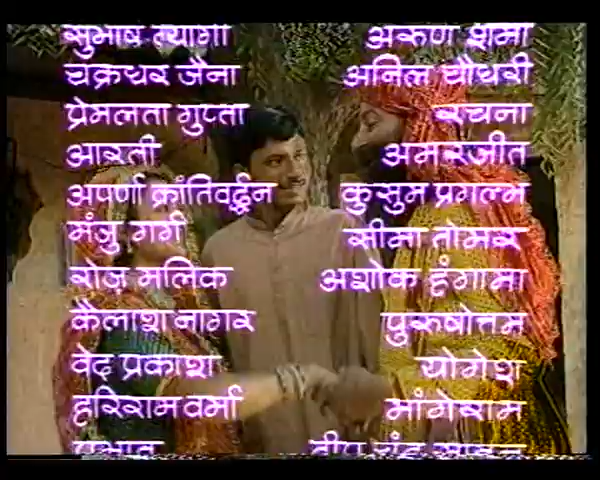 सुभाष त्यागी अरुण शर्मा
चक्रधर जैना अनिल चौधरी
प्रेमलता गुप्ता रचना
आरती अमरजीत
अपर्णा क्रांतिवर्द्धन कुसुम प्रगल्भ
मंजु गर्ग सीमा तोमर
रोज़ मलिक अशोक हंगामा
कैलाश नागर पुरुषोत्तम
वेद प्रकाश योगेश
हरिराम वर्मा मांगेराम